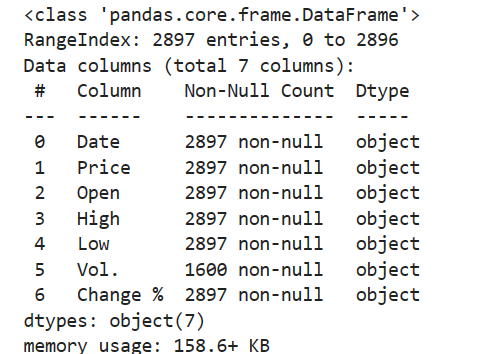 <class 'pandas.core.frame.DataFrame'>
RangeIndex: 2897 entries, 0 to 2896
Data columns (total 7 columns):
 #   Column    Non-Null Count  Dtype
---  ------    --------------  -----
 0   Date      2897 non-null   object
 1   Price     2897 non-null   object
 2   Open      2897 non-null   object
 3   High      2897 non-null   object
 4   Low       2897 non-null   object
 5   Vol.      1600 non-null   object
 6   Change %  2897 non-null   object
dtypes: object(7)
memory usage: 158.6+ KB